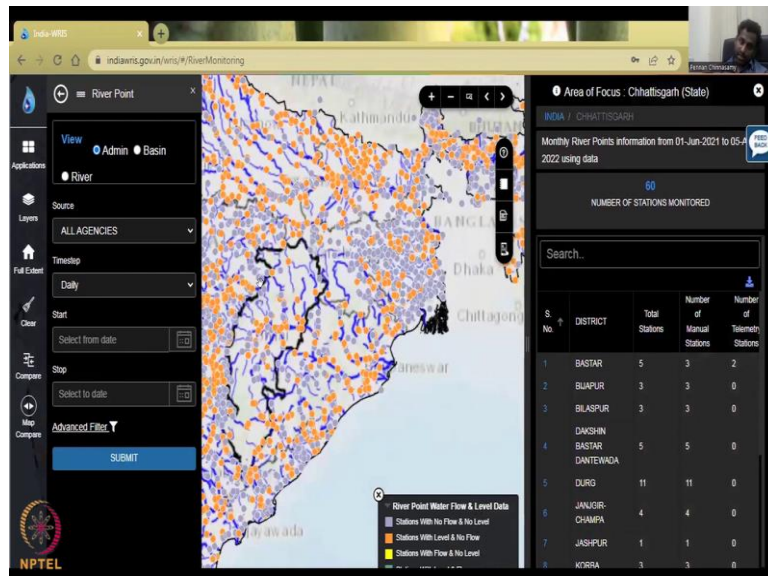 India-WRIS
indiawris.gov.in/wris/#/RiverMonitoring
Pennan Chinnasamy
River Point
View
Admin
Basin
River
Source
ALL AGENCIES
Timestep
Daily
Start
Select from date
Stop
Select to date
Advanced Filter
SUBMIT
Applications
Layers
Full Extent
Clear
Compare
Map
Compare
NPTEL
NEPAL
Kathmandu
BHUTAN
BANGLA
Dhaka
Chittagong
aneswar
jayawada
River Point Water Flow & Level Data
Stations With No Flow & No Level
Stations With Level & No Flow
Stations With Flow & No Level
Area of Focus : Chhattisgarh (State)
INDIA / CHHATTISGARH
FEED
BACK
Monthly River Points information from 01-Jun-2021 to 05-A
2022 using data
60
NUMBER OF STATIONS MONITORED
Search..
S. No. DISTRICT Total Stations Number of Manual Stations Number of Telemetry Stations
1 BASTAR 5 3 2
2 BIJAPUR 3 3 0
3 BILASPUR 3 3 0
4 DAKSHIN BASTAR DANTEWADA 5 5 0
5 DURG 11 11 0
6 JANJGIR-CHAMPA 4 4 0
7 JASHPUR 1 1 0
8 KORBA 3 3 0